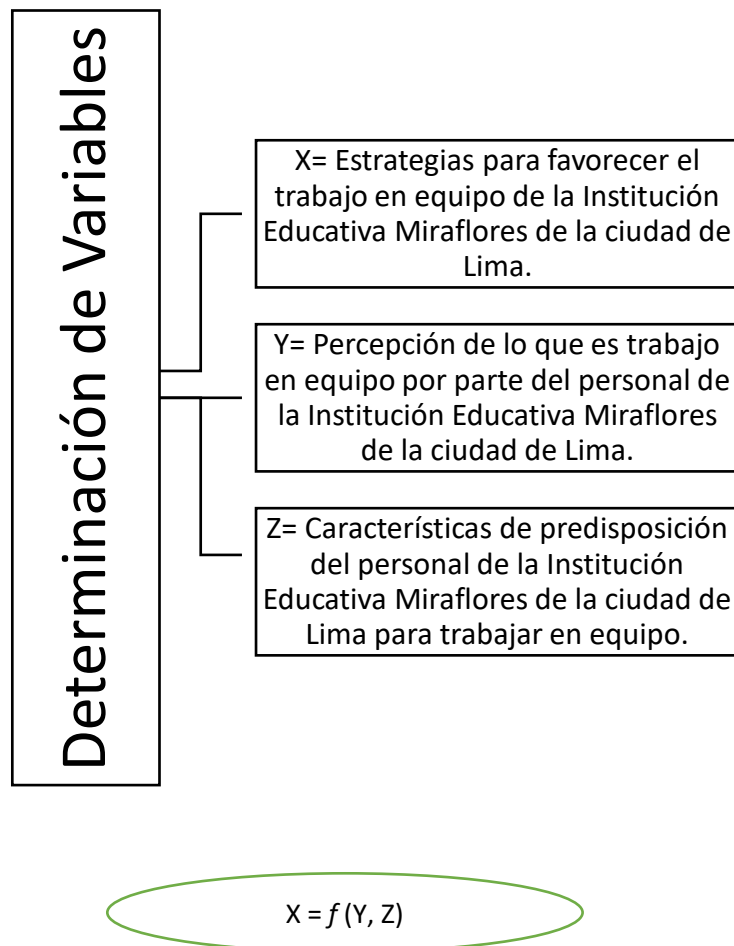 Determinación de Variables
X= Estrategias para favorecer el
trabajo en equipo de la Institución
Educativa Miraflores de la ciudad de
Lima.
Y= Percepción de lo que es trabajo
en equipo por parte del personal de
la Institución Educativa Miraflores
de la ciudad de Lima.
Z= Características de predisposición
del personal de la Institución
Educativa Miraflores de la ciudad de
Lima para trabajar en equipo.
X = f (Y, Z)